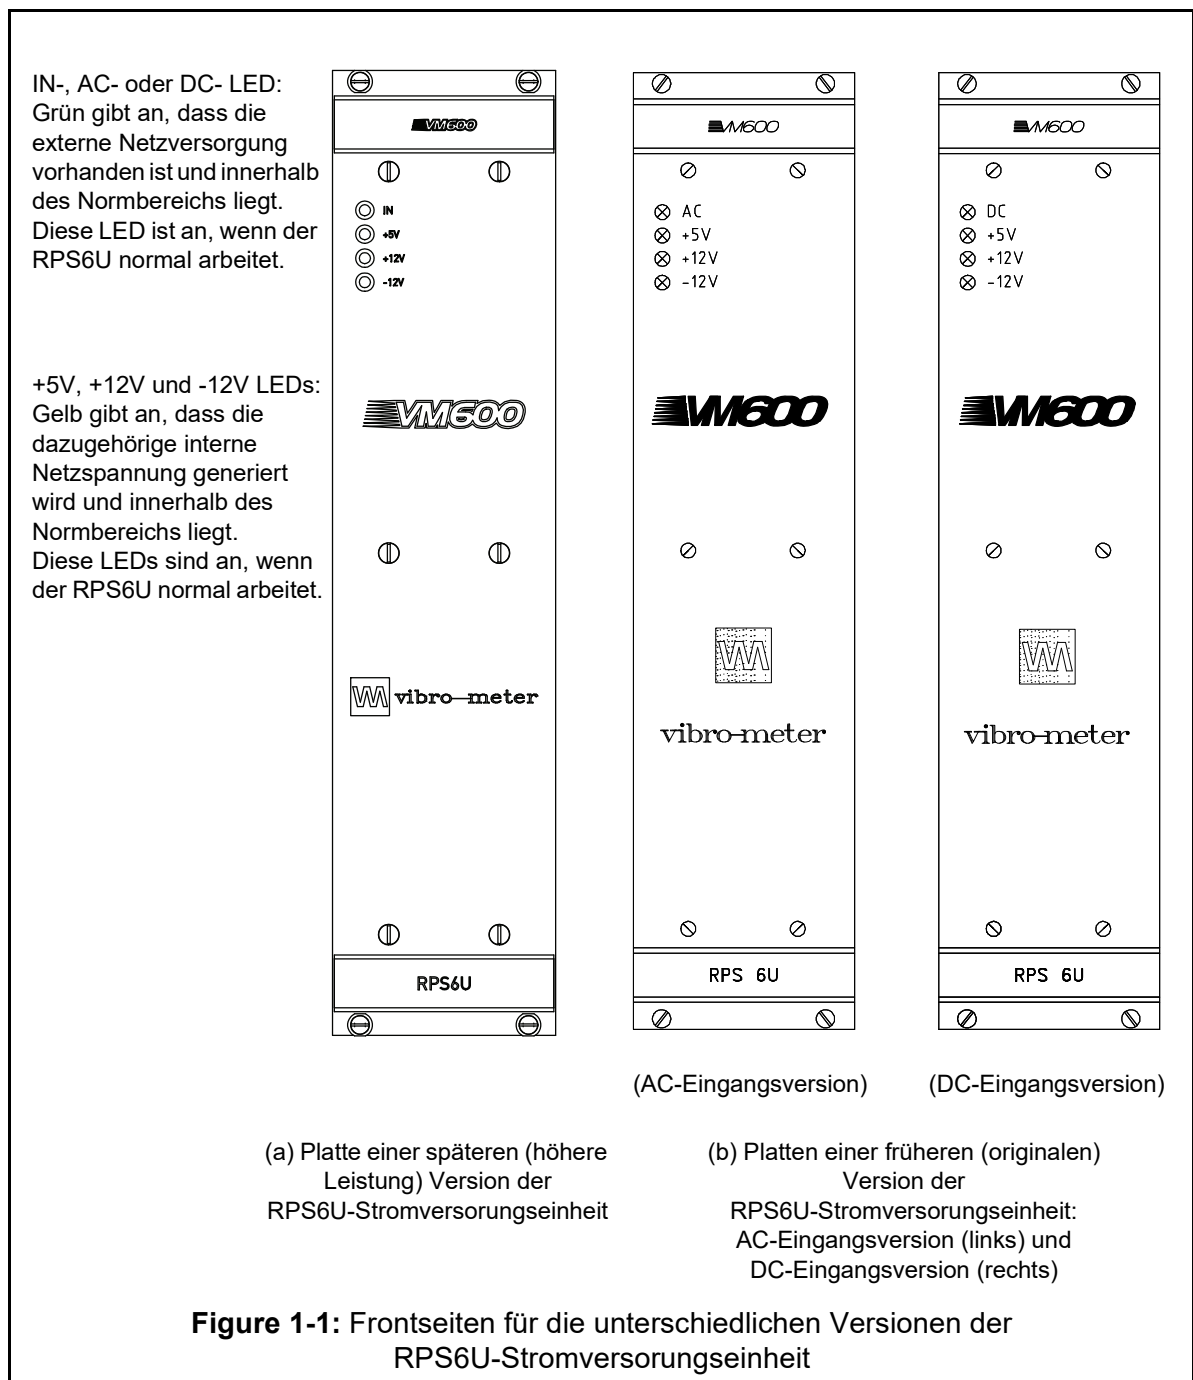 IN-, AC- oder DC- LED:
Grün gibt an, dass die
externe Netzversorgung
vorhanden ist und innerhalb
des Normbereichs liegt.
Diese LED ist an, wenn der
RPS6U normal arbeitet.
+5V, +12V und -12V LEDs:
Gelb gibt an, dass die
dazugehörige interne
Netzspannung generiert
wird und innerhalb des
Normbereichs liegt.
Diese LEDs sind an, wenn
der RPS6U normal arbeitet.
VM600
IN
+5V
+12V
-12V
VM600
VM vibro-meter
RPS6U
VM600
AC
+5V
+12V
-12V
VM600
VM
vibro-meter
RPS 6U
VM600
DC
+5V
+12V
-12V
VM600
VM
vibro-meter
RPS 6U
(AC-Eingangsversion)
(DC-Eingangsversion)
(a) Platte einer späteren (höhere
Leistung) Version der
RPS6U-Stromversorungseinheit
(b) Platten einer früheren (originalen)
Version der
RPS6U-Stromversorungseinheit:
AC-Eingangsversion (links) und
DC-Eingangsversion (rechts)
Figure 1-1: Frontseiten für die unterschiedlichen Versionen der
RPS6U-Stromversorungseinheit